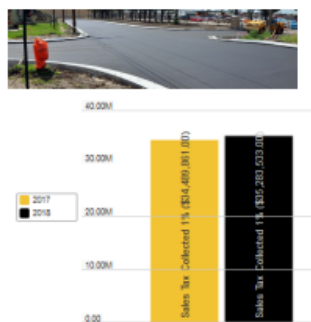 40.00M
30.00M
20.00M
10.00M
0.00
2017
2018
Sales Tax Collected 1% ($34,489,061.00)
Sales Tax Collected 1% ($35,283,533.00)